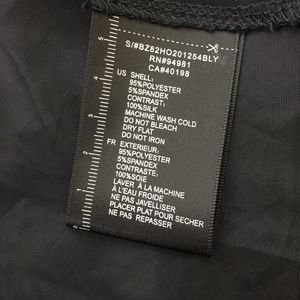 S/#BZ82HO201254BLY
RN#94981
CA#40198
US SHELL:
95%POLYESTER
5%SPANDEX
CONTRAST:
100%SILK
MACHINE WASH COLD
DO NOT BLEACH
DRY FLAT
DO NOT IRON
FR EXTERIEUR:
95%POLYESTER
5%SPANDEX
CONTRASTE:
100%SOIE
LAVER À LA MACHINE
A L'EAU FROIDE
NE PAS JAVELLISER
PLACER PLAT POUR SECHER
NE PAS REPASSER